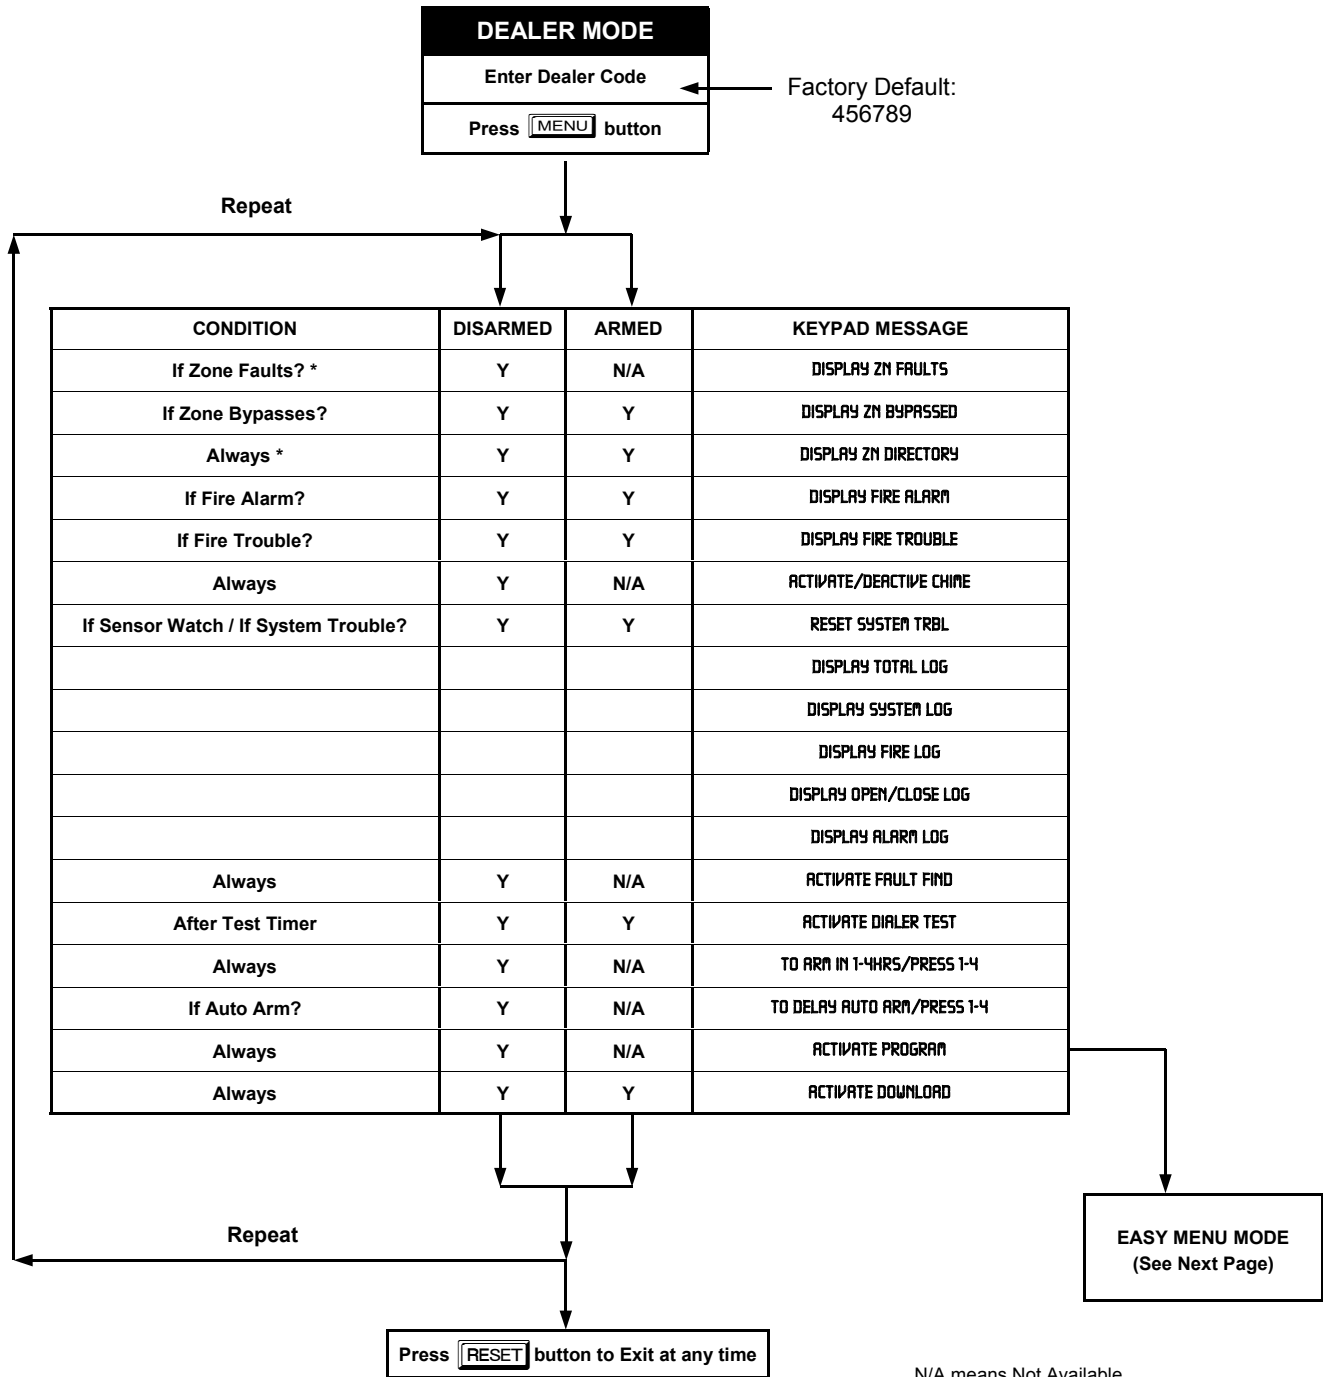 DEALER MODE
Enter Dealer Code
Press MENU button
Factory Default:
456789
Repeat
CONDITION DISARMED ARMED KEYPAD MESSAGE
If Zone Faults? * Y N/A DISPLAY ZN FAULTS
If Zone Bypasses? Y Y DISPLAY ZN BYPASSED
Always * Y Y DISPLAY ZN DIRECTORY
If Fire Alarm? Y Y DISPLAY FIRE ALARM
If Fire Trouble? Y Y DISPLAY FIRE TROUBLE
Always Y N/A ACTIVATE/DEACTIVE CHIME
If Sensor Watch / If System Trouble? Y Y RESET SYSTEM TRBL
DISPLAY TOTAL LOG
DISPLAY SYSTEM LOG
DISPLAY FIRE LOG
DISPLAY OPEN/CLOSE LOG
DISPLAY ALARM LOG
Always Y N/A ACTIVATE FAULT FIND
After Test Timer Y Y ACTIVATE DIALER TEST
Always Y N/A TO ARM IN 1-4HRS/PRESS 1-4
If Auto Arm? Y N/A TO DELAY AUTO ARM/PRESS 1-4
Always Y N/A ACTIVATE PROGRAM
Always Y Y ACTIVATE DOWNLOAD
Repeat
EASY MENU MODE
(See Next Page)
Press RESET button to Exit at any time
N/A means Not Available